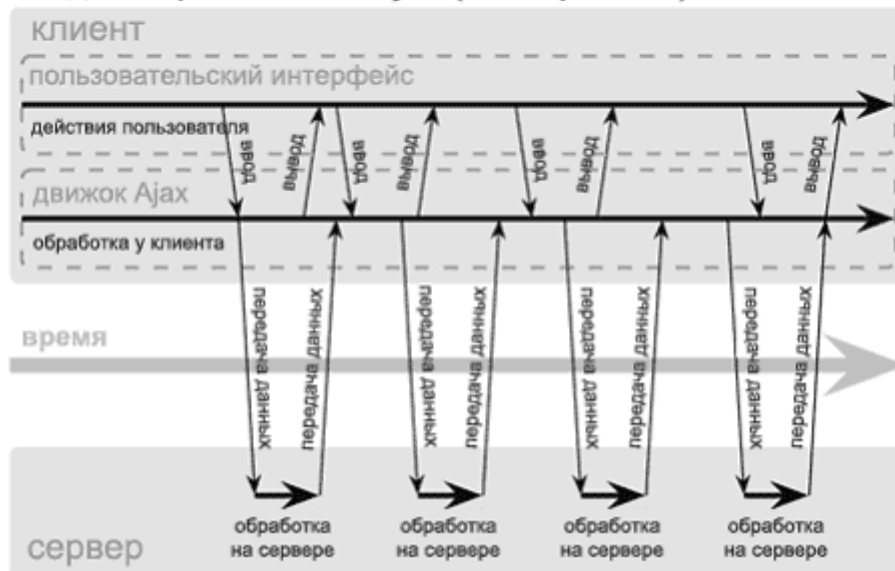 клиент
пользовательский интерфейс
действия пользователя
ввод
вывод
ввод
вывод
ввод
вывод
ввод
вывод
движок Ajax
обработка у клиента
передача данных
передача данных
передача данных
передача данных
передача данных
передача данных
передача данных
передача данных
время
обработка
на сервере
обработка
на сервере
обработка
на сервере
обработка
на сервере
сервер